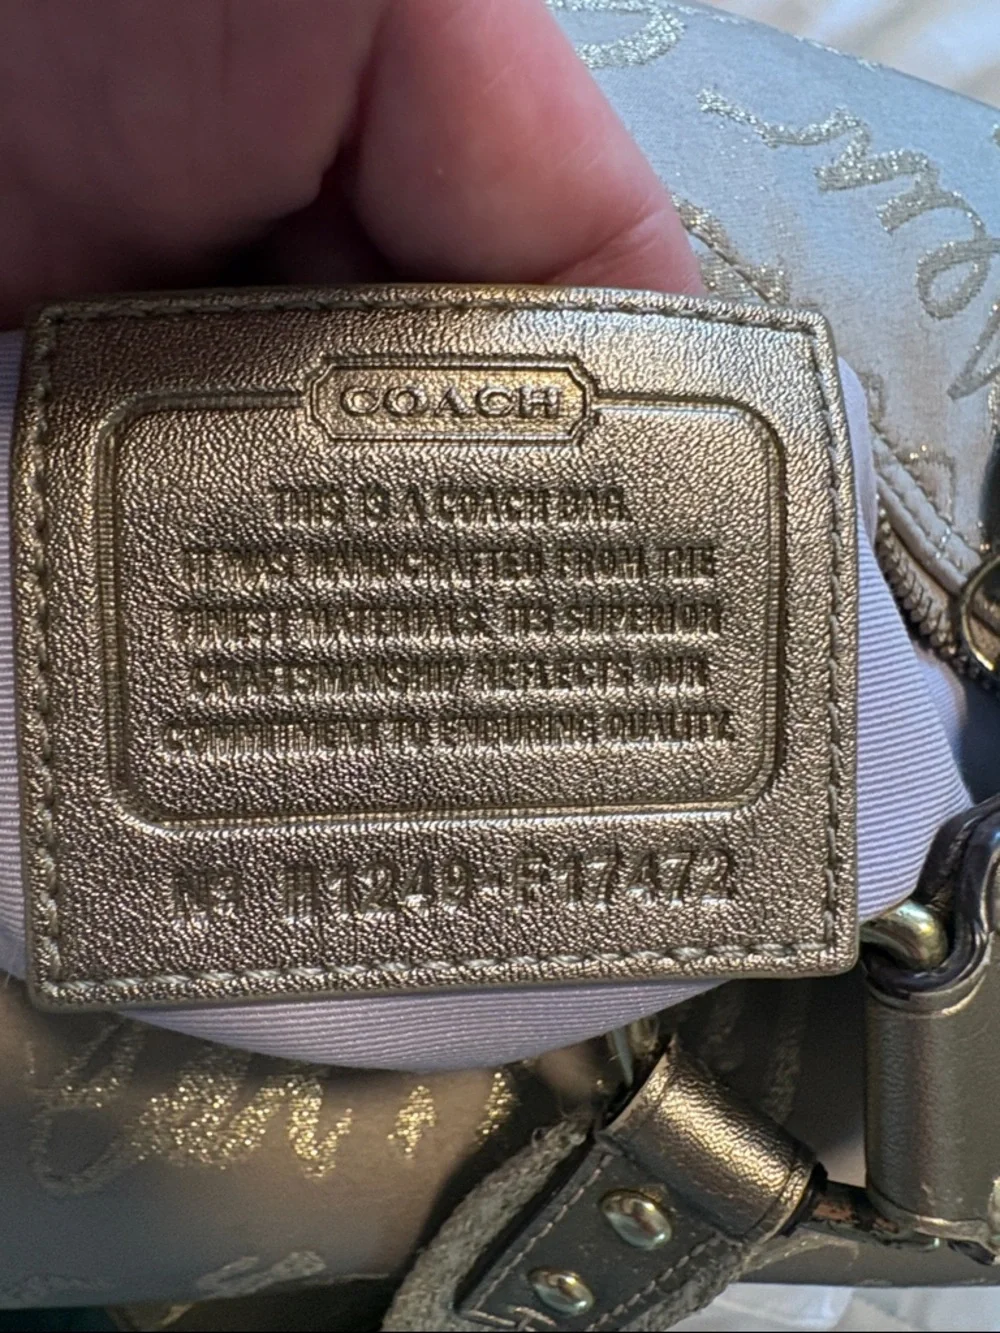 COACH
THIS IS A COACH BAG.
IT WAS HANDCRAFTED FROM THE
FINEST MATERIALS. ITS SUPERIOR
CRAFTSMANSHIP REFLECTS OUR
COMMITMENT TO ENDURING QUALITY.
Nº H1249-F17472